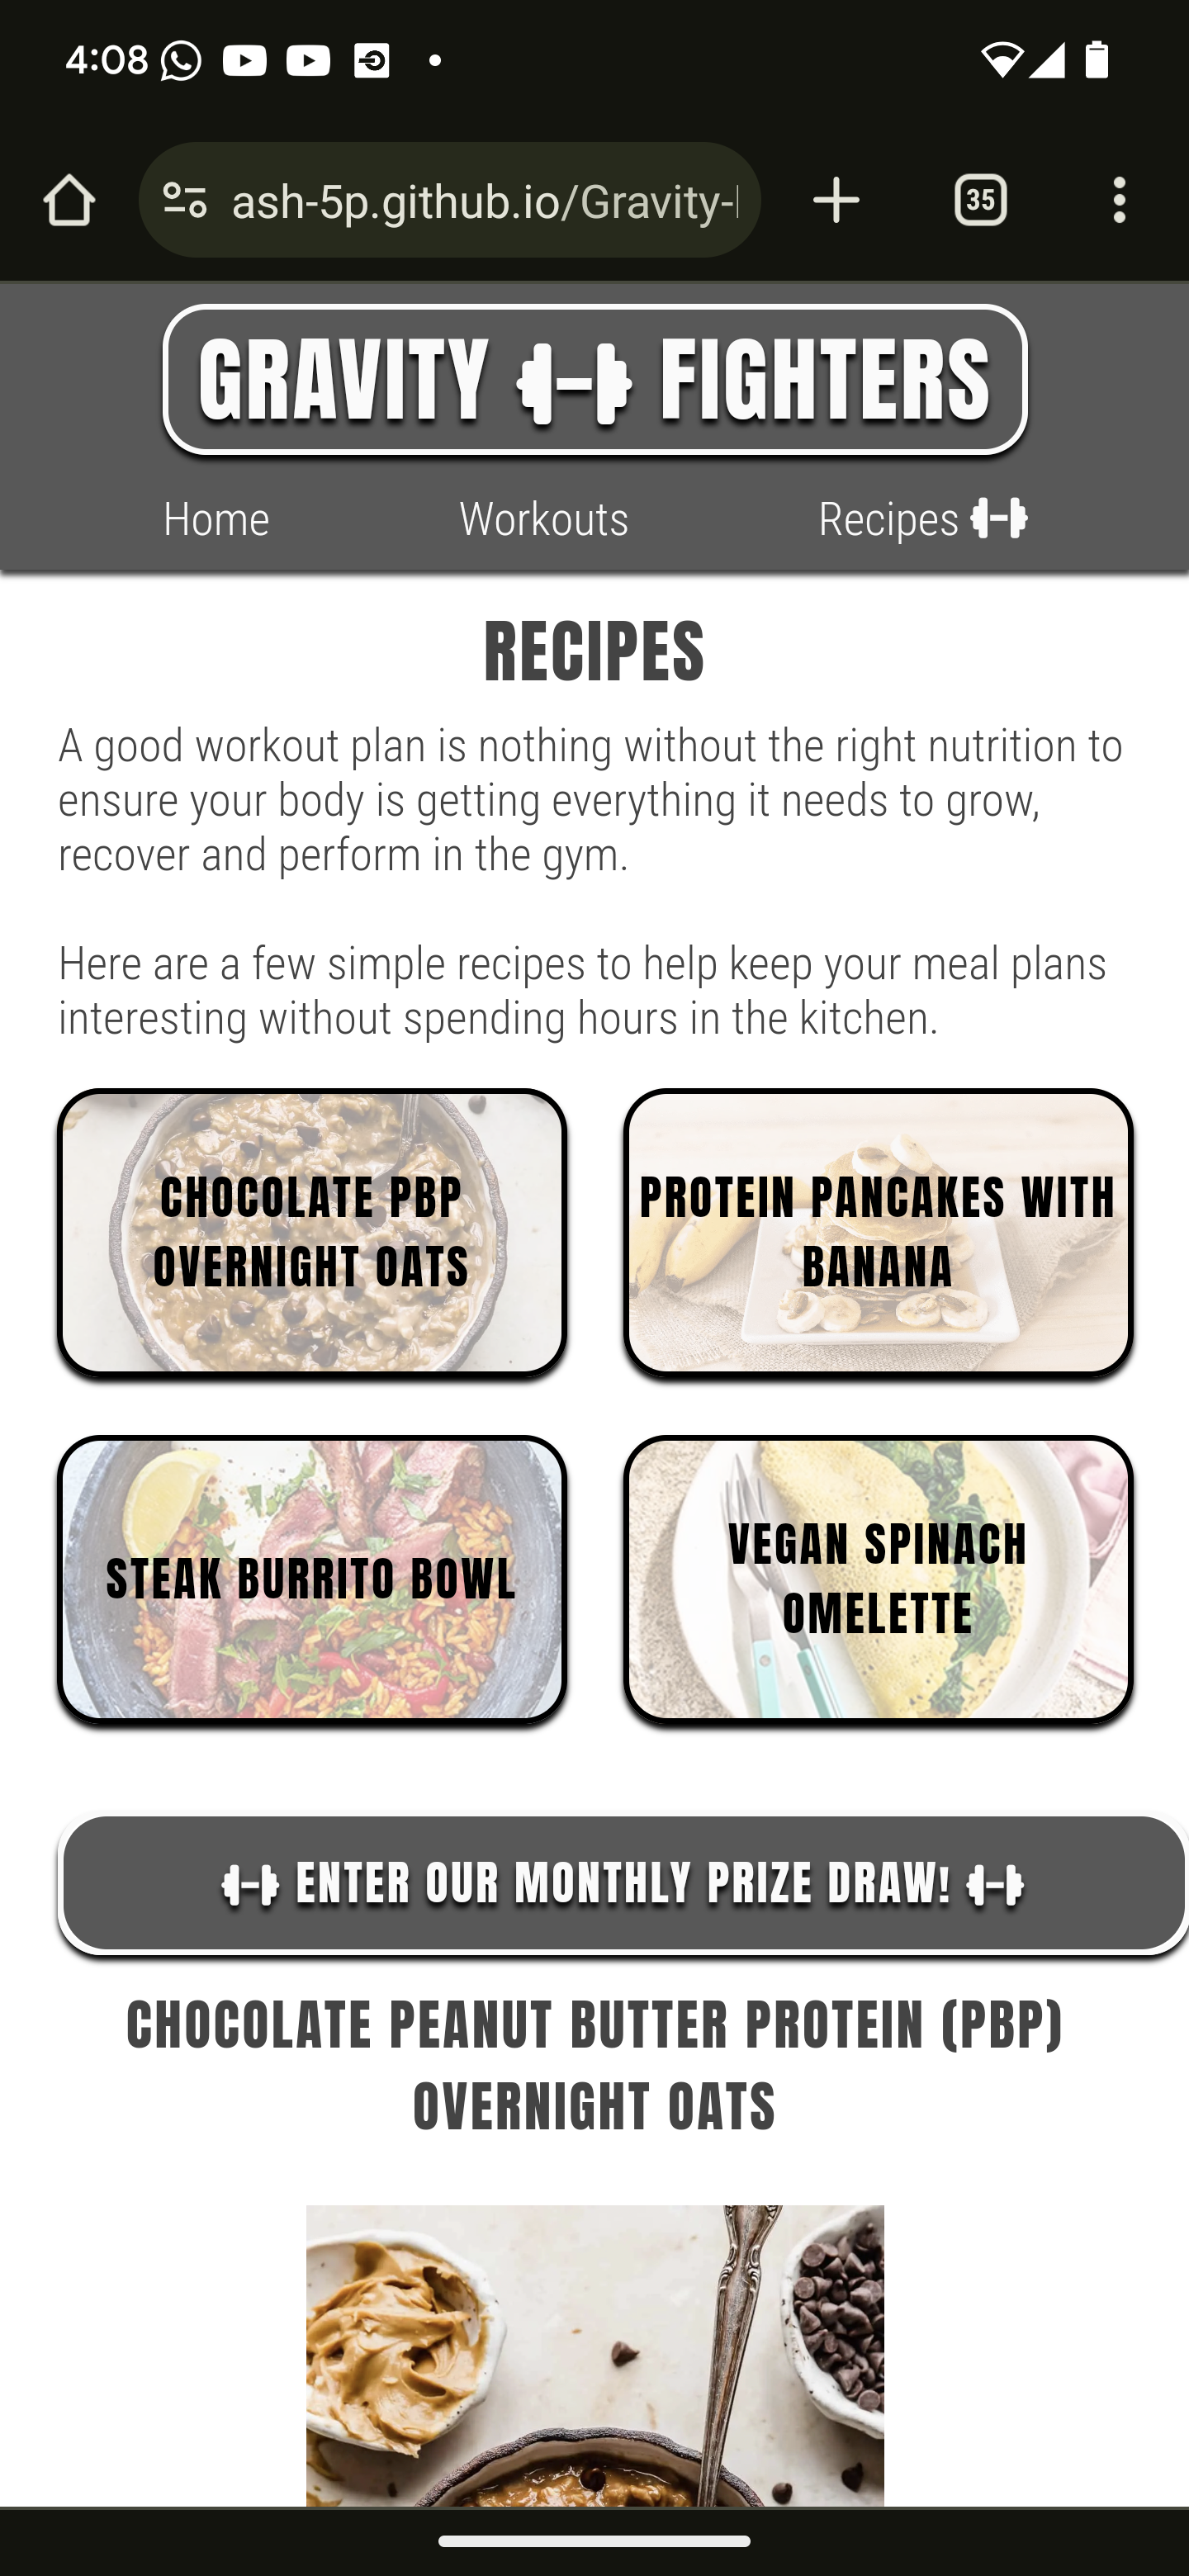 4:08
ash-5p.github.io/Gravity-
35
GRAVITY FIGHTERS
Home Workouts Recipes
RECIPES
A good workout plan is nothing without the right nutrition to
ensure your body is getting everything it needs to grow,
recover and perform in the gym.
Here are a few simple recipes to help keep your meal plans
interesting without spending hours in the kitchen.
CHOCOLATE PBP
OVERNIGHT OATS
PROTEIN PANCAKES WITH
BANANA
STEAK BURRITO BOWL
VEGAN SPINACH
OMELETTE
ENTER OUR MONTHLY PRIZE DRAW!
CHOCOLATE PEANUT BUTTER PROTEIN (PBP)
OVERNIGHT OATS